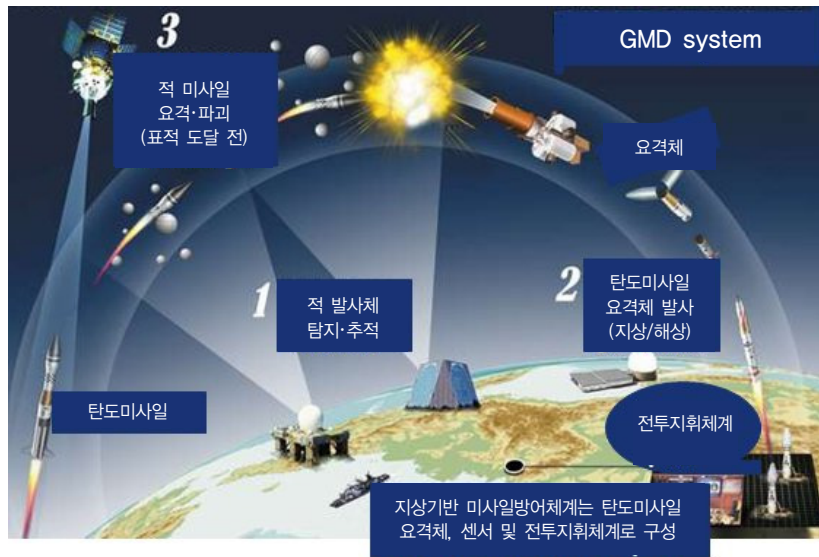 GMD system
3
적 미사일
요격·파괴
(표적 도달 전)
요격체
1
적 발사체
탐지·추적
2
탄도미사일
요격체 발사
(지상/해상)
탄도미사일
전투지휘체계
지상기반 미사일방어체계는 탄도미사일
요격체, 센서 및 전투지휘체계로 구성